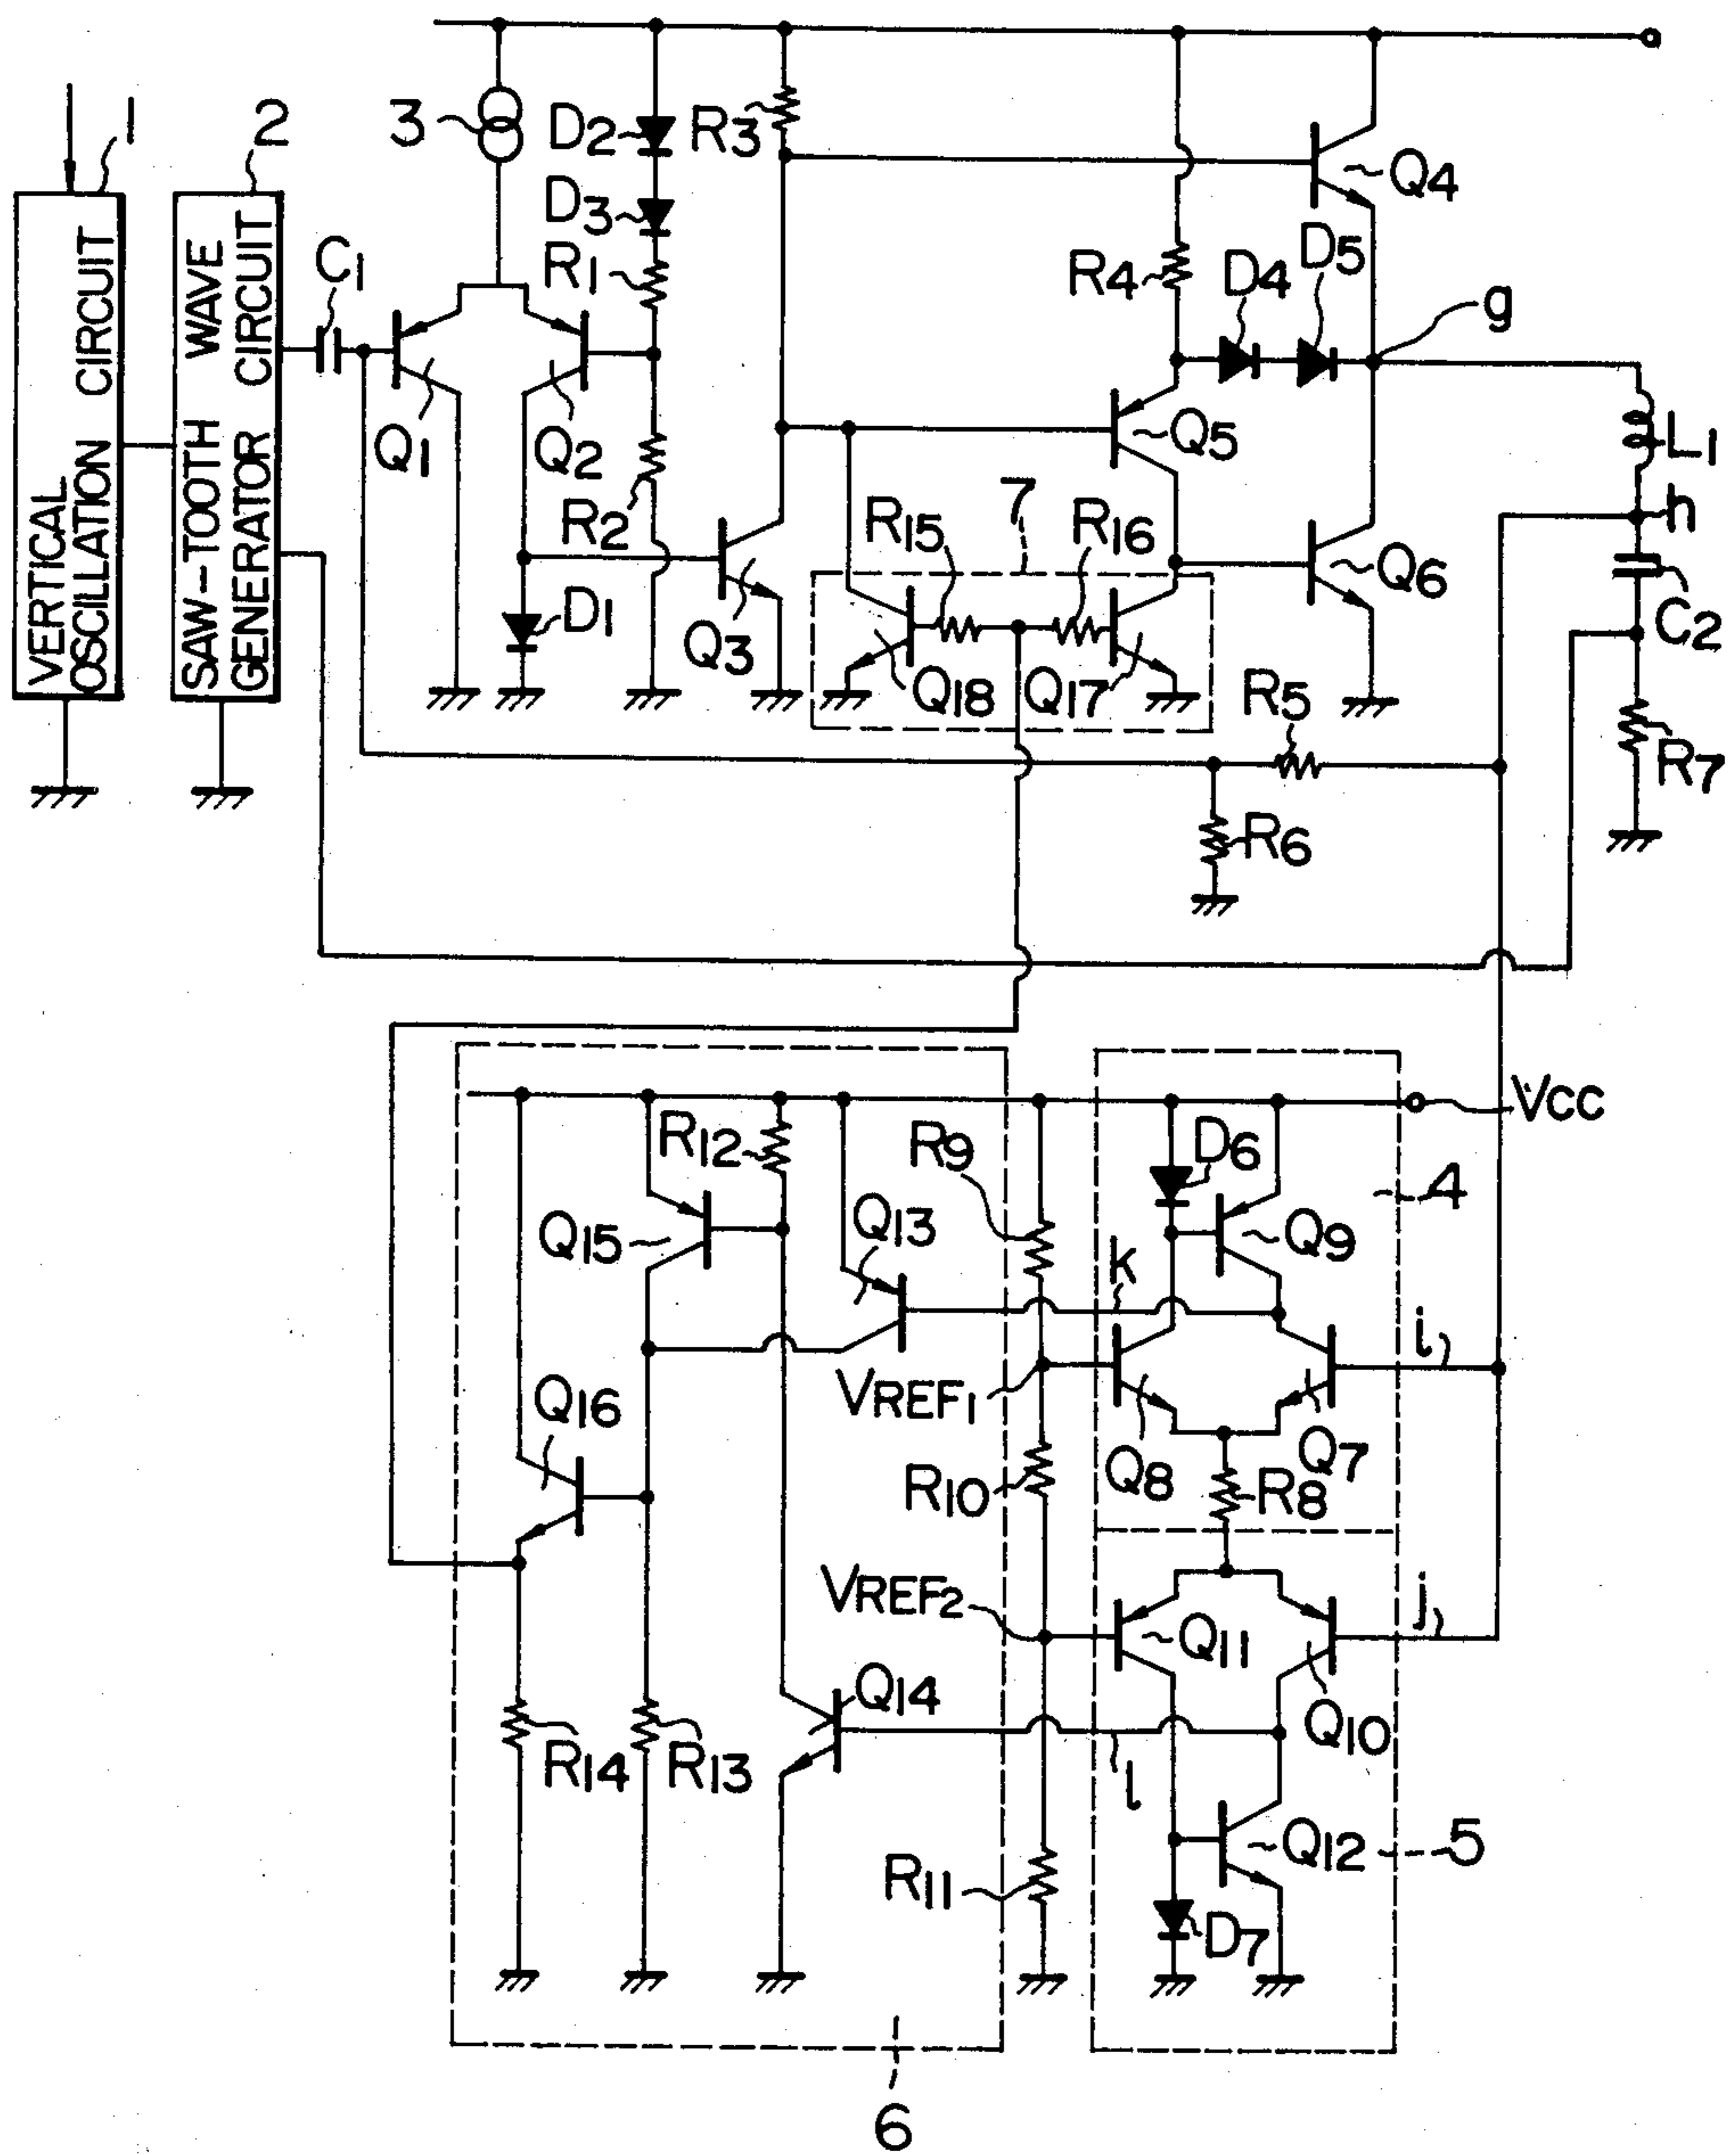 1
2
3
D2
R3
Q4
VERTICAL
OSCILLATION CIRCUIT
SAW-TOOTH WAVE
GENERATOR CIRCUIT
C1
D3
R1
R4
D4
D5
g
Q1
Q2
Q5
L1
R2
7
h
R15
R16
D1
Q3
Q6
C2
Q18
Q17
R5
R7
R6
VCC
R12
R9
D6
4
Q15
Q13
Q9
k
i
VREF1
Q16
Q8
Q7
R10
R8
VREF2
j
Q11
Q14
Q10
R14
R13
l
Q12
5
R11
D7
6